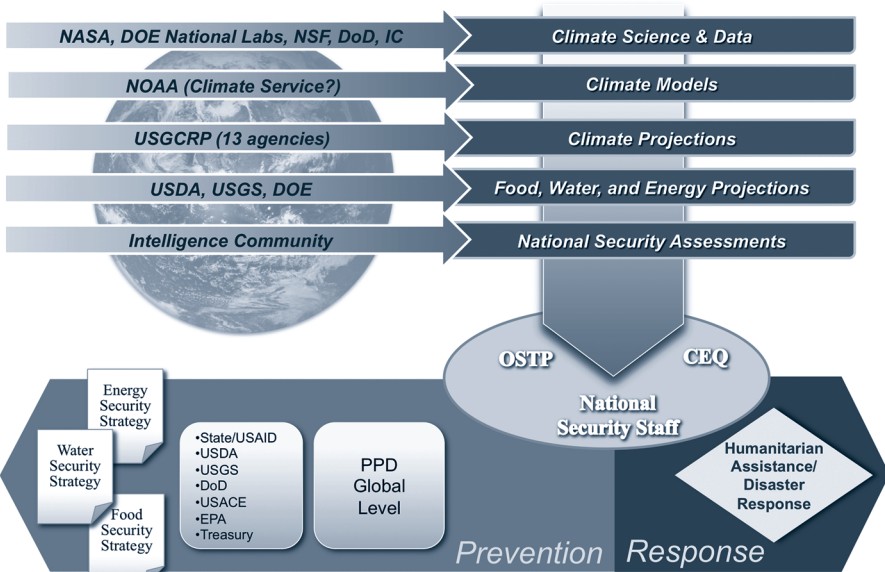 NASA, DOE National Labs, NSF, DoD, IC
Climate Science & Data
NOAA (Climate Service?)
Climate Models
USGCRP (13 agencies)
Climate Projections
USDA, USGS, DOE
Food, Water, and Energy Projections
Intelligence Community
National Security Assessments
OSTP
CEQ
National
Security Staff
Energy
Security
Strategy
Water
Security
Strategy
Food
Security
Strategy
•State/USAID
•USDA
•USGS
•DoD
•USACE
•EPA
•Treasury
PPD
Global
Level
Prevention
Humanitarian
Assistance/
Disaster
Response
Response